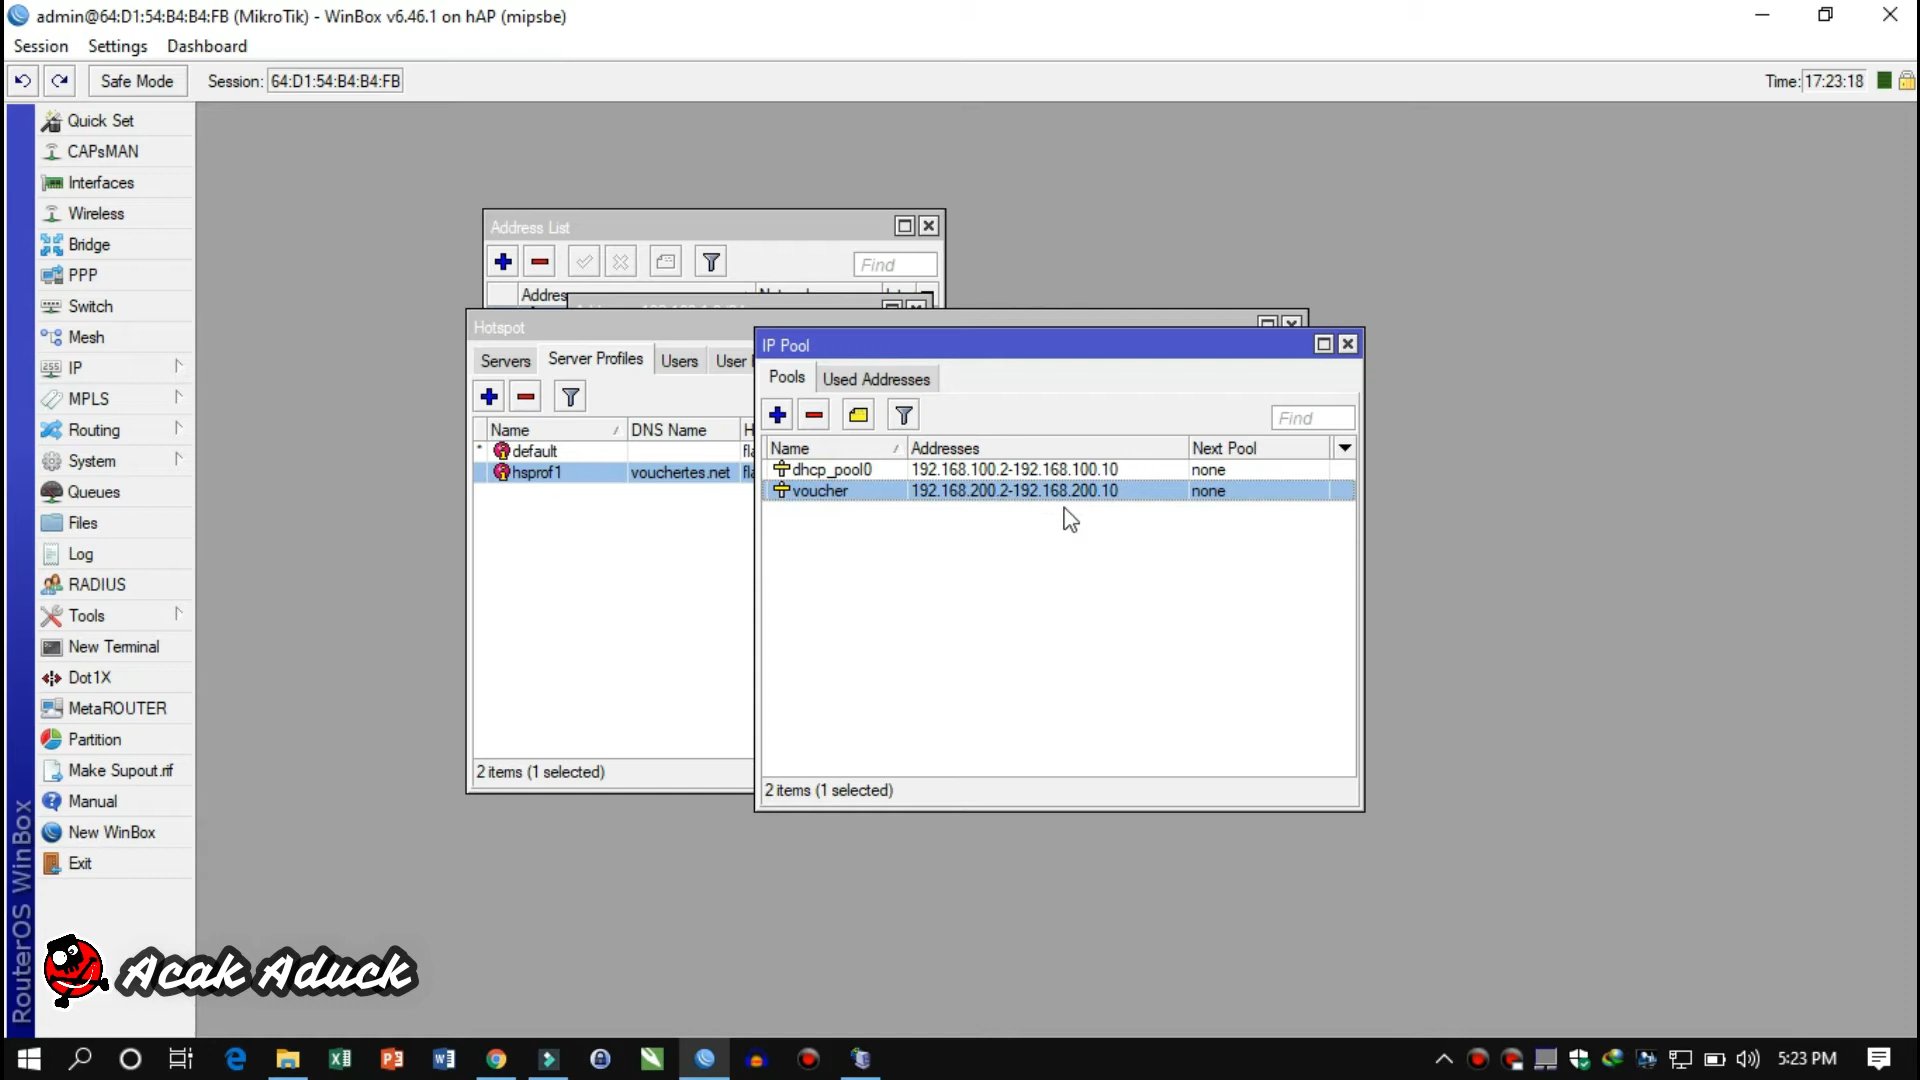 admin@64:D1:54:B4:B4:FB (MikroTik) - WinBox v6.46.1 on hAP (mipsbe)
Session Settings Dashboard
Safe Mode Session: 64:D1:54:B4:B4:FB Time: 17:23:18
Quick Set
CAPsMAN
Interfaces
Wireless
Bridge
PPP
Switch
Mesh
IP
MPLS
Routing
System
Queues
Files
Log
RADIUS
Tools
New Terminal
Dot1X
MetaROUTER
Partition
Make Supout.rif
Manual
New WinBox
Exit
RouterOS WinBox
Address List
Find
Hotspot
Servers Server Profiles Users User
Name DNS Name
default
hsprof1 vouchertes.net
2 items (1 selected)
IP Pool
Pools Used Addresses
Find
Name Addresses Next Pool
dhcp_pool0 192.168.100.2-192.168.100.10 none
voucher 192.168.200.2-192.168.200.10 none
2 items (1 selected)
Acak Aduck
5:23 PM